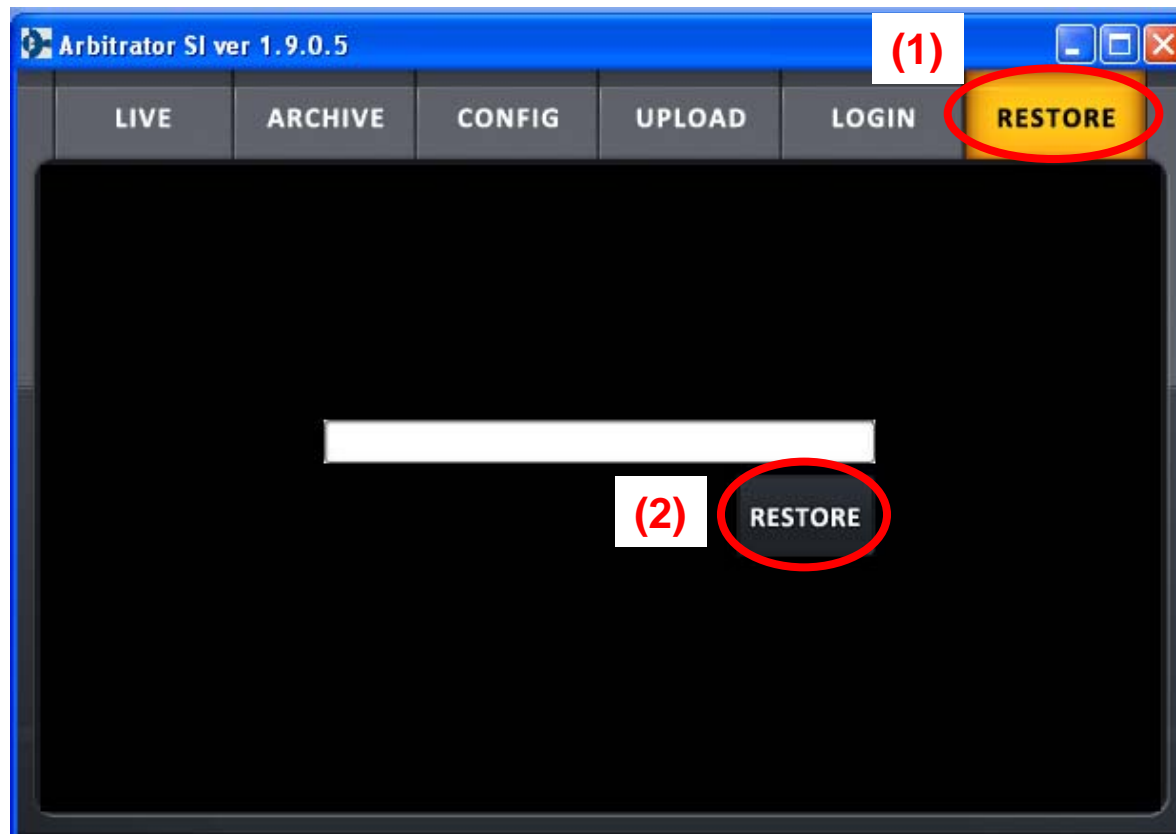 Arbitrator SI ver 1.9.0.5
(1)
LIVE ARCHIVE CONFIG UPLOAD LOGIN RESTORE
(2) RESTORE